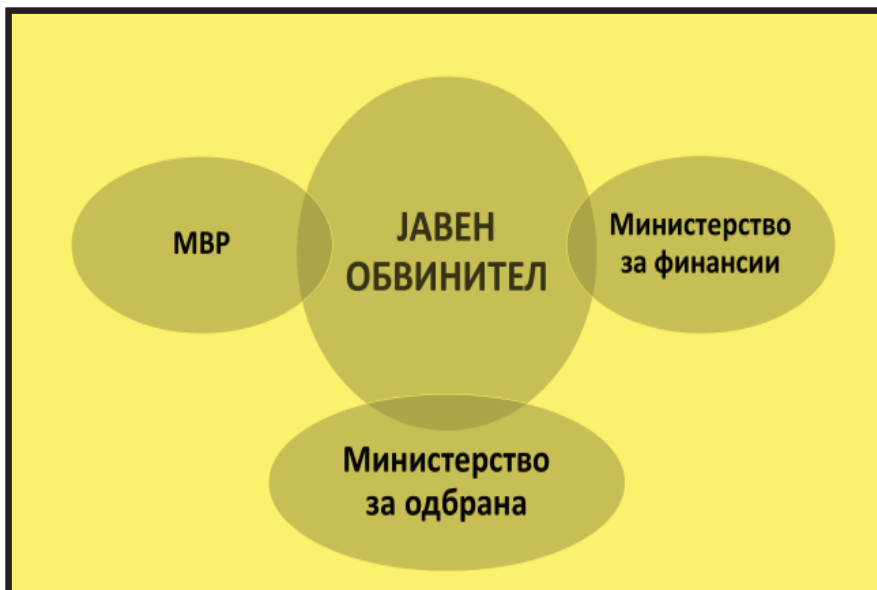 МВР
ЈАВЕН
ОБВИНИТЕЛ
Министерство
за финансии
Министерство
за одбрана